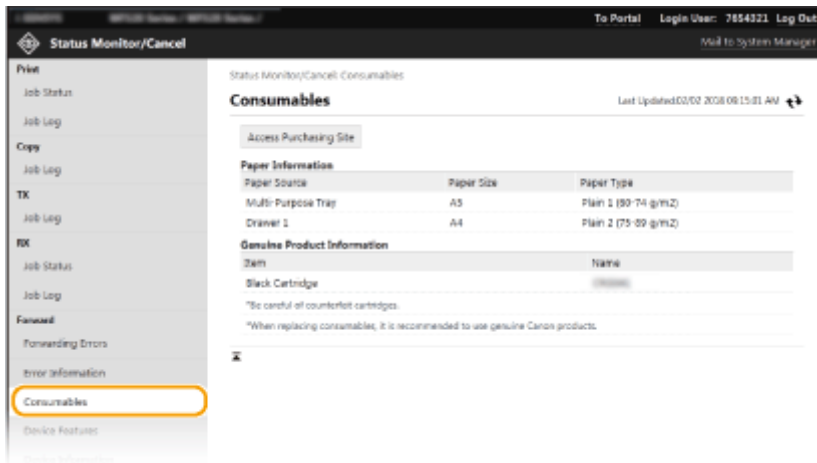 To Portal Login User: 7654321 Log Out
Status Monitor/Cancel
Mail to System Manager
Print
Job Status
Job Log
Copy
Job Log
TX
Job Log
RX
Job Status
Job Log
Forward
Forwarding Errors
Error Information
Consumables
Device Features
Status Monitor/Cancel: Consumables
Consumables
Last Updated:02/02 2018 09:15:01 AM
Access Purchasing Site
Paper Information
Paper Source Paper Size Paper Type
Multi-Purpose Tray A5 Plain 1 (60-74 g/m2)
Drawer 1 A4 Plain 2 (75-89 g/m2)
Genuine Product Information
Item Name
Black Cartridge
*Be careful of counterfeit cartridges.
*When replacing consumables, it is recommended to use genuine Canon products.